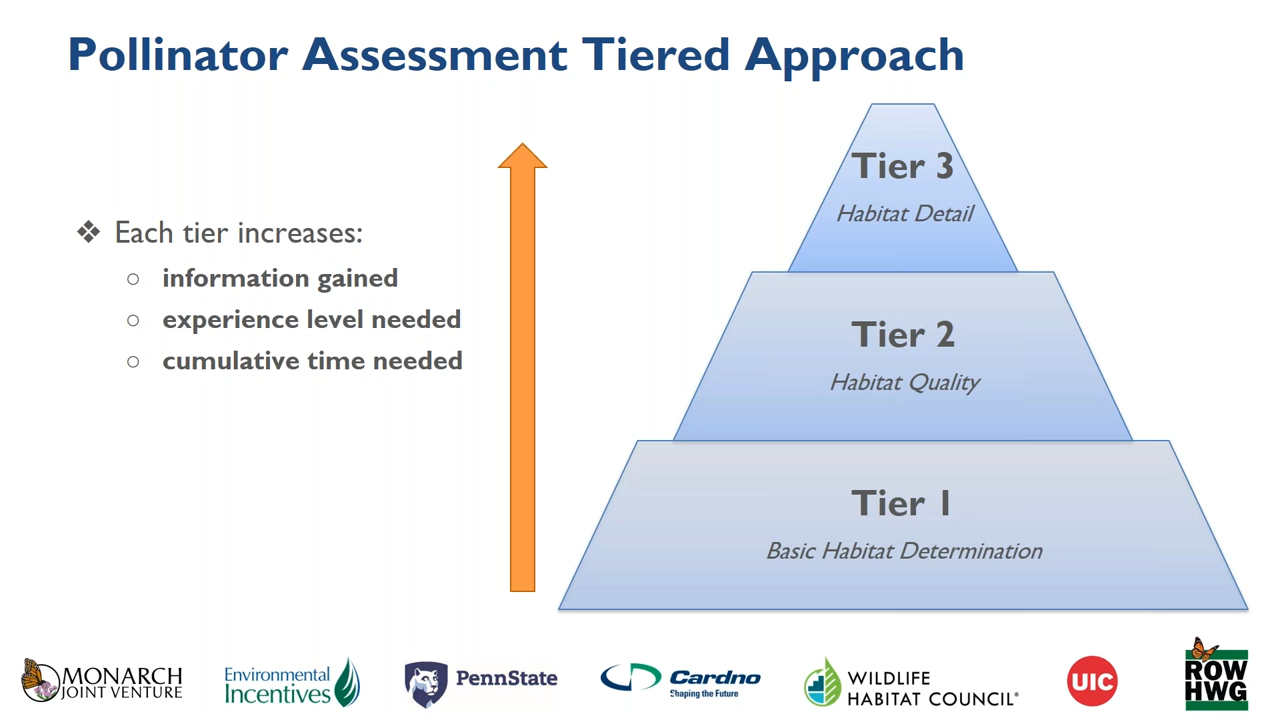 Pollinator Assessment Tiered Approach
❖ Each tier increases:
○ information gained
○ experience level needed
○ cumulative time needed
Tier 3
Habitat Detail
Tier 2
Habitat Quality
Tier 1
Basic Habitat Determination
MONARCH
JOINT VENTURE
Environmental
Incentives
PennState
Cardno
Shaping the Future
WILDLIFE
HABITAT COUNCIL®
UIC
ROW
HWG